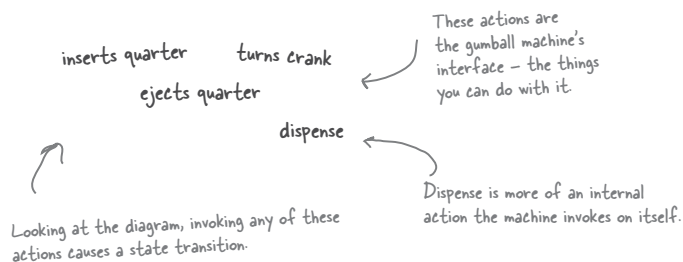 These actions are
the gumball machine's
interface – the things
you can do with it.
inserts quarter turns crank
ejects quarter
dispense
Dispense is more of an internal
action the machine invokes on itself.
Looking at the diagram, invoking any of these
actions causes a state transition.